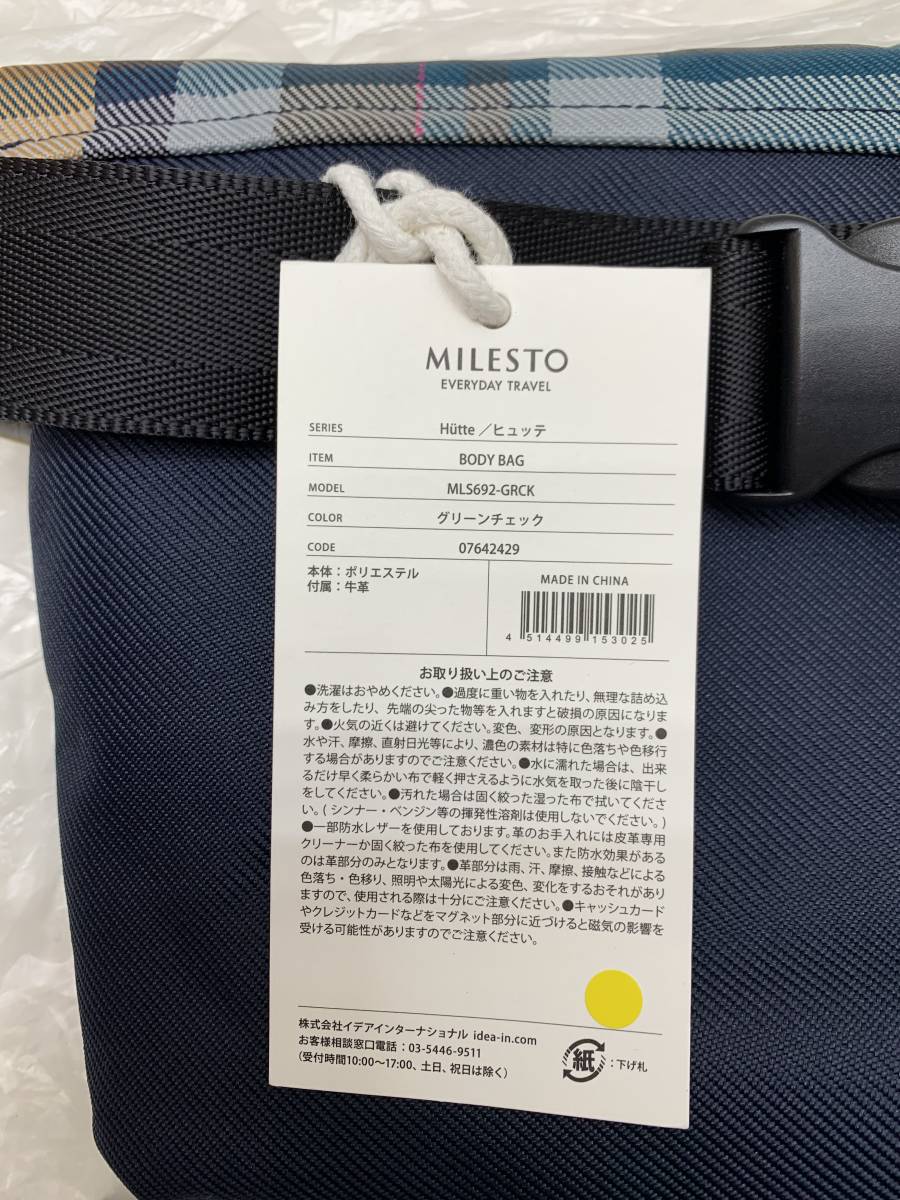 MILESTO
EVERYDAY TRAVEL
SERIES Hütte／ヒュッテ
ITEM BODY BAG
MODEL MLS692-GRCK
COLOR グリーンチェック
CODE 07642429
本体：ポリエステル
付属：牛革
MADE IN CHINA
4 514499 153025
お取り扱い上のご注意
●洗濯はおやめください。●過度に重い物を入れたり、無理な詰め込
み方をしたり、先端の尖った物等を入れますと破損の原因になりま
す。●火気の近くは避けてください。変色、変形の原因となります。●
水や汗、摩擦、直射日光等により、濃色の素材は特に色落ちや色移行
する場合がありますのでご注意ください。●水に濡れた場合は、出来
るだけ早く柔らかい布で軽く押さえるように水気を取った後に陰干し
をしてください。●汚れた場合は固く絞った湿った布で拭いてくださ
い。( シンナー・ベンジン等の揮発性溶剤は使用しないでください。)
●一部防水レザーを使用しております。革のお手入れには皮革専用
クリーナーか固く絞った布を使用してください。また防水効果がある
のは革部分のみとなります。●革部分は雨、汗、摩擦、接触などによる
色落ち・色移り、照明や太陽光による変色、変化をするおそれがあり
ますので、使用される際は十分にご注意ください。●キャッシュカード
やクレジットカードなどをマグネット部分に近づけると磁気の影響を
受ける可能性がありますのでご注意ください。
株式会社イデアインターナショナル idea-in.com
お客様相談窓口電話：03-5446-9511
（受付時間10:00～17:00、土日、祝日は除く）
紙：下げ札